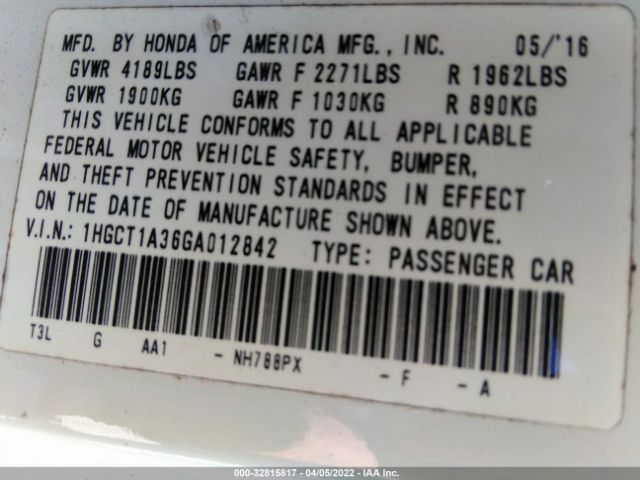 MFD. BY HONDA OF AMERICA MFG., INC. 05/'16
GVWR 4189LBS GAWR F 2271LBS R 1962LBS
GVWR 1900KG GAWR F 1030KG R 890KG
THIS VEHICLE CONFORMS TO ALL APPLICABLE
FEDERAL MOTOR VEHICLE SAFETY, BUMPER,
AND THEFT PREVENTION STANDARDS IN EFFECT
ON THE DATE OF MANUFACTURE SHOWN ABOVE.
V.I.N.: 1HGCT1A36GA012842 TYPE: PASSENGER CAR
T3L G AA1 - NH788PX - F - A
000-32815817 - 04/05/2022 - IAA Inc.